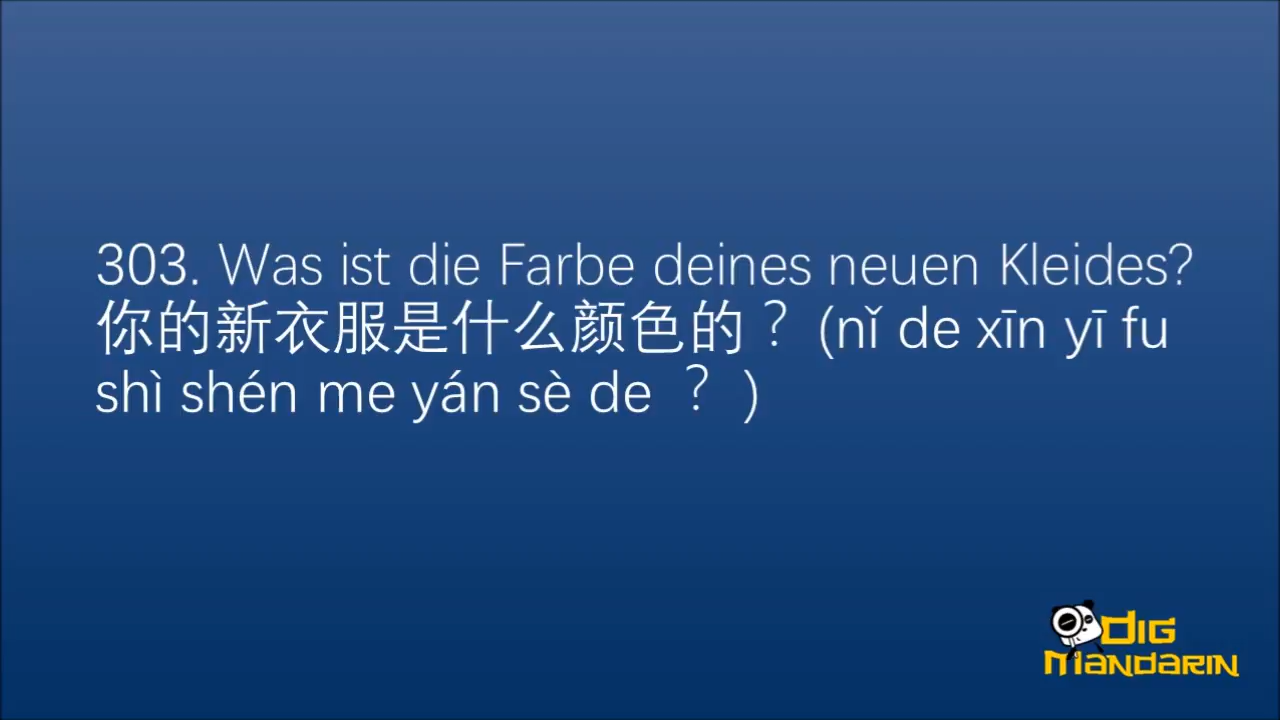 303. Was ist die Farbe deines neuen Kleides?
你的新衣服是什么颜色的？(nǐ de xīn yī fu
shì shén me yán sè de ？ )
DIG
MANDARIN